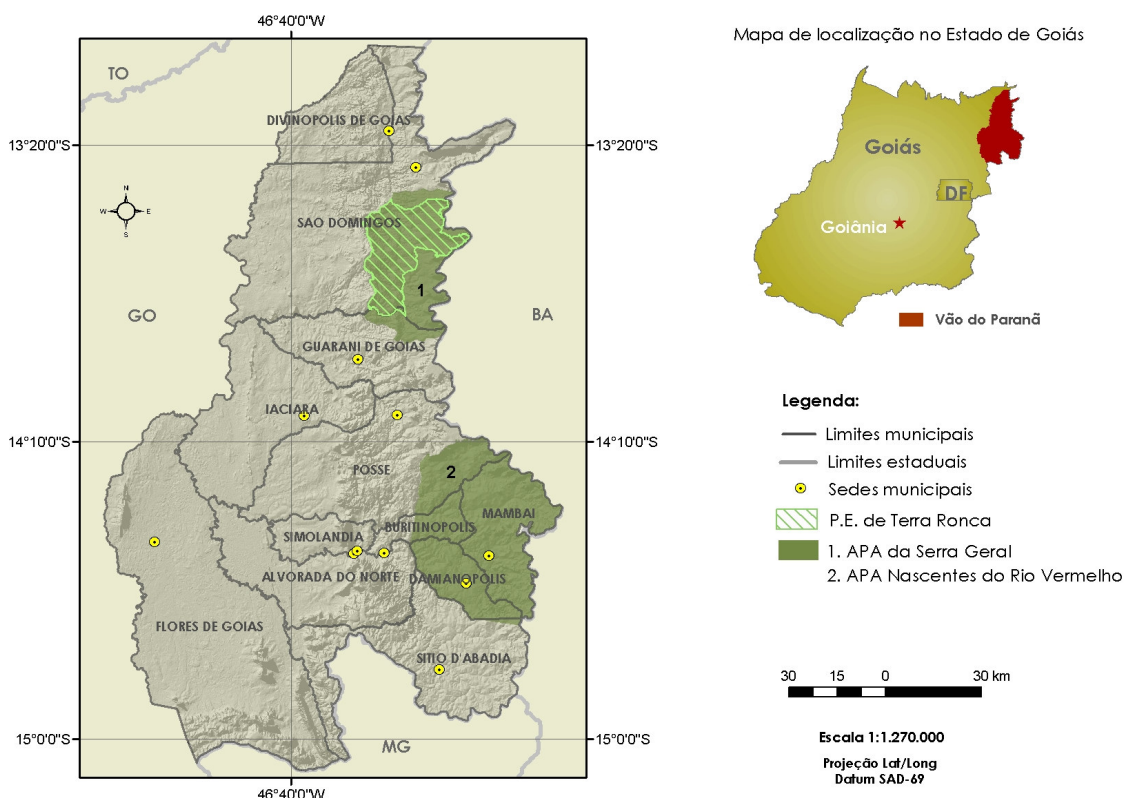 46°40'0"W
Mapa de localização no Estado de Goiás
TO
DIVINOPOLIS DE GOIAS
13°20'0"S
13°20'0"S
N
W
E
S
SAO DOMINGOS
1
GO
BA
GUARANI DE GOIAS
IACIARA
14°10'0"S
14°10'0"S
POSSE
2
MAMBAI
BURITINOPOLIS
SIMOLANDIA
ALVORADA DO NORTE
DAMIANOPOLIS
FLORES DE GOIAS
SITIO D'ABADIA
15°0'0"S
15°0'0"S
MG
46°40'0"W
Goiás
DF
Goiânia
Vão do Paranã
Legenda:
Limites municipais
Limites estaduais
Sedes municipais
P.E. de Terra Ronca
1. APA da Serra Geral
2. APA Nascentes do Rio Vermelho
30 15 0 30 km
Escala 1:1.270.000
Projeção Lat/Long
Datum SAD-69